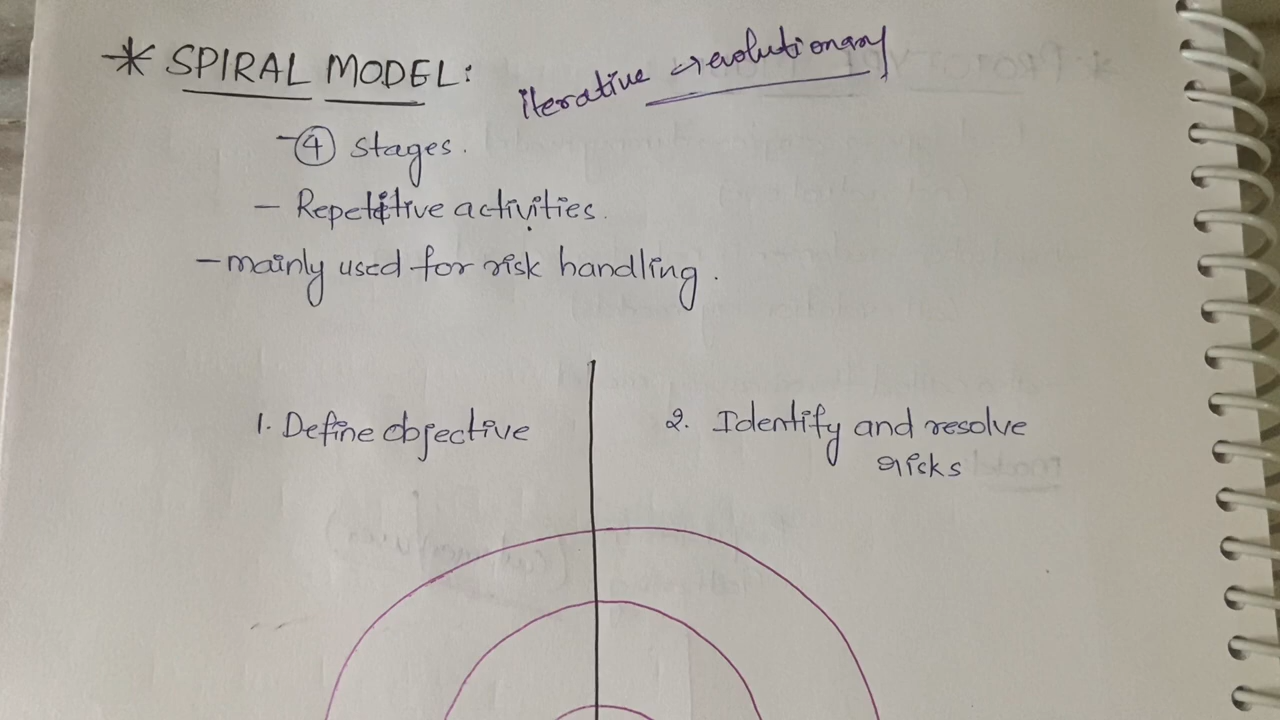 * SPIRAL MODEL:
iterative → evolutionary
- ④ stages.
- Repetitive activities.
- mainly used for risk handling.
1. Define objective
2. Identify and resolve
risks